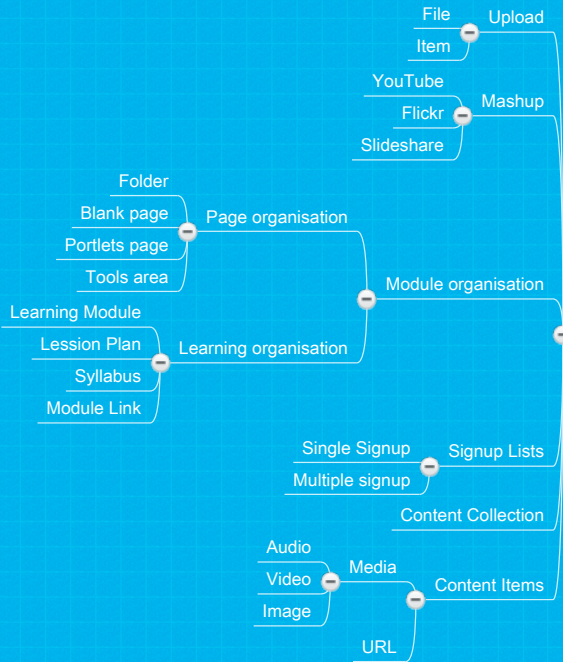 File
Upload
Item
YouTube
Mashup
Flickr
Slideshare
Folder
Blank page
Page organisation
Portlets page
Tools area
Module organisation
Learning Module
Lession Plan
Learning organisation
Syllabus
Module Link
Single Signup
Signup Lists
Multiple signup
Content Collection
Audio
Media
Video
Content Items
Image
URL